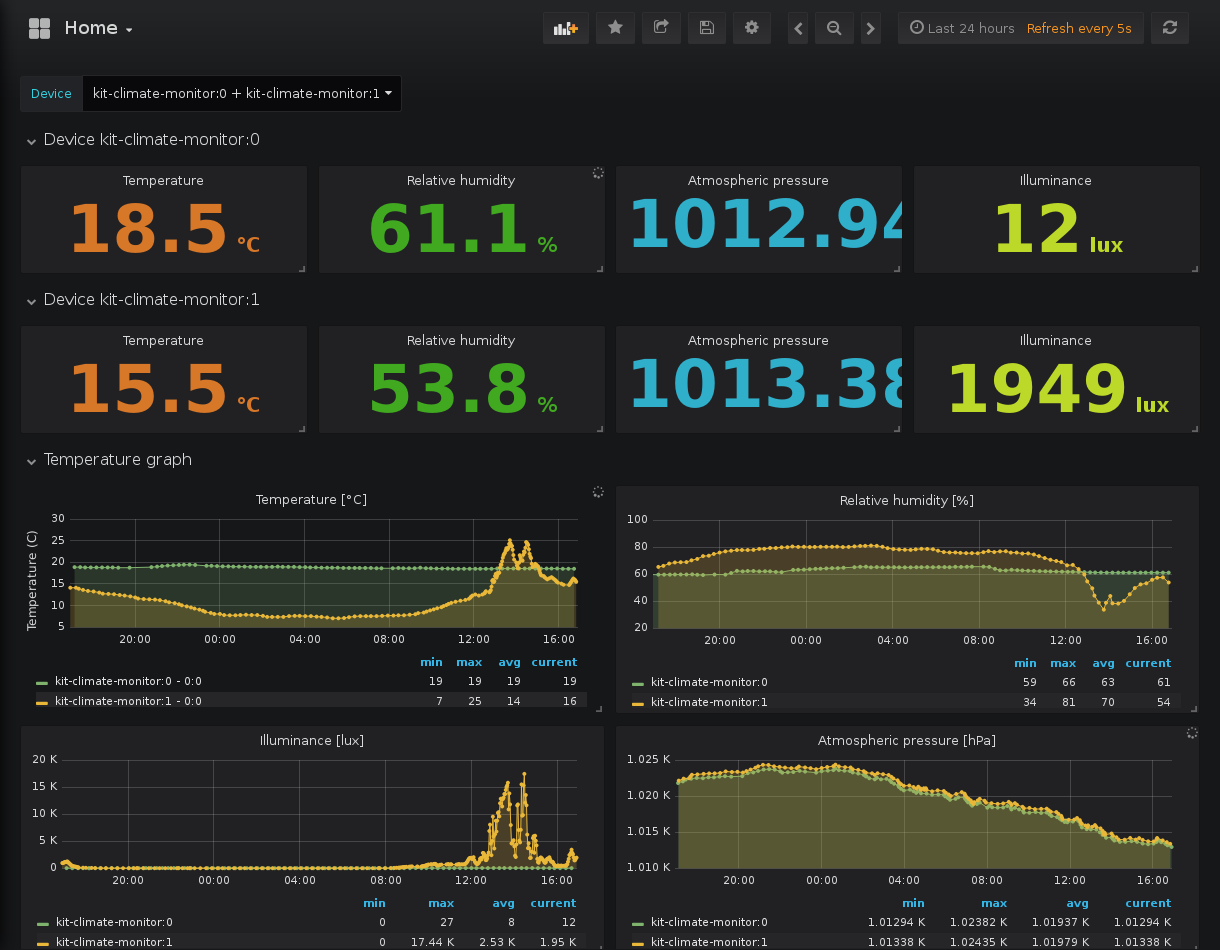 Home
Last 24 hours Refresh every 5s
Device kit-climate-monitor:0 + kit-climate-monitor:1
Device kit-climate-monitor:0
Temperature Relative humidity Atmospheric pressure Illuminance
18.5 °C 61.1 % 1012.94 12 lux
Device kit-climate-monitor:1
Temperature Relative humidity Atmospheric pressure Illuminance
15.5 °C 53.8 % 1013.38 1949 lux
Temperature graph
Temperature [°C]
Temperature (C)
30
25
20
15
10
5
20:00 00:00 04:00 08:00 12:00 16:00
min max avg current
kit-climate-monitor:0 - 0:0 19 19 19 19
kit-climate-monitor:1 - 0:0 7 25 14 16
Relative humidity [%]
100
80
60
40
20
20:00 00:00 04:00 08:00 12:00 16:00
min max avg current
kit-climate-monitor:0 59 66 63 61
kit-climate-monitor:1 34 81 70 54
Illuminance [lux]
20 K
15 K
10 K
5 K
0
20:00 00:00 04:00 08:00 12:00 16:00
min max avg current
kit-climate-monitor:0 0 27 8 12
kit-climate-monitor:1 0 17.44 K 2.53 K 1.95 K
Atmospheric pressure [hPa]
1.025 K
1.020 K
1.015 K
1.010 K
20:00 00:00 04:00 08:00 12:00 16:00
min max avg current
kit-climate-monitor:0 1.01294 K 1.02382 K 1.01937 K 1.01294 K
kit-climate-monitor:1 1.01338 K 1.02435 K 1.01979 K 1.01338 K